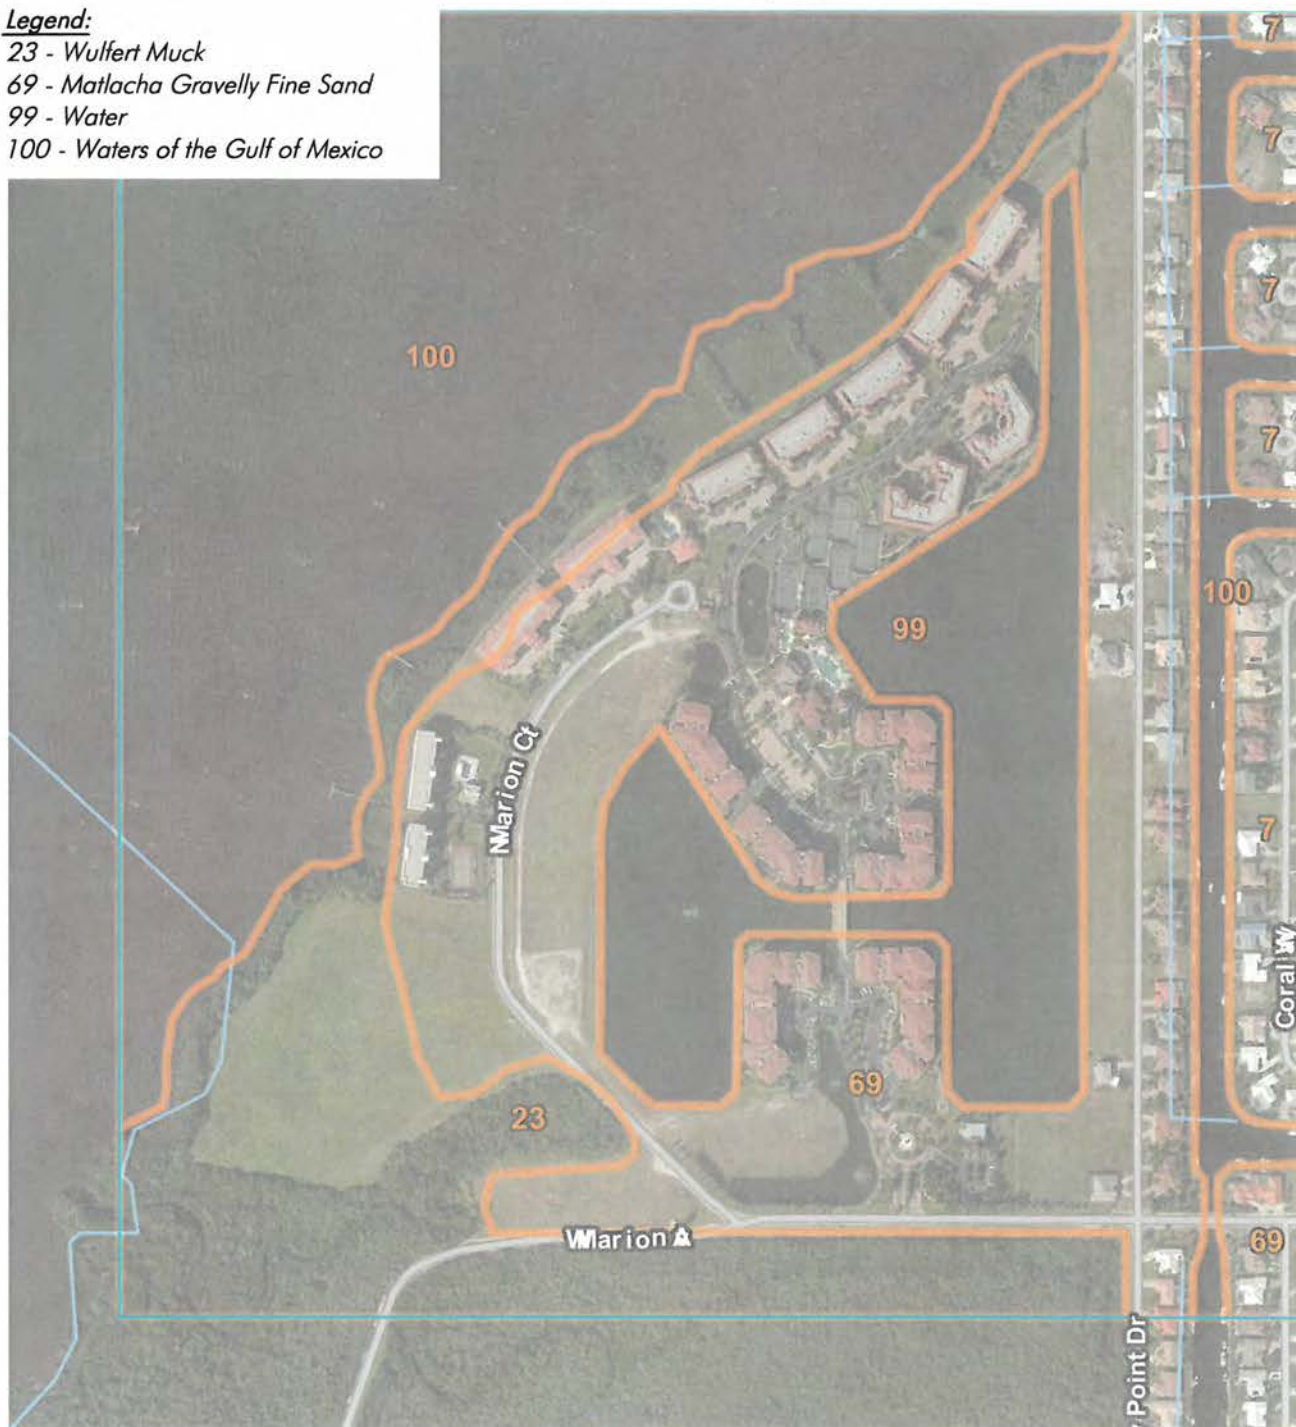 Legend:
23 - Wulfert Muck
69 - Matlacha Gravelly Fine Sand
99 - Water
100 - Waters of the Gulf of Mexico
7
7
7
100
7
99
100
N Marion Ct
7
Coral W
69
23
W Marion A
69
Point Dr